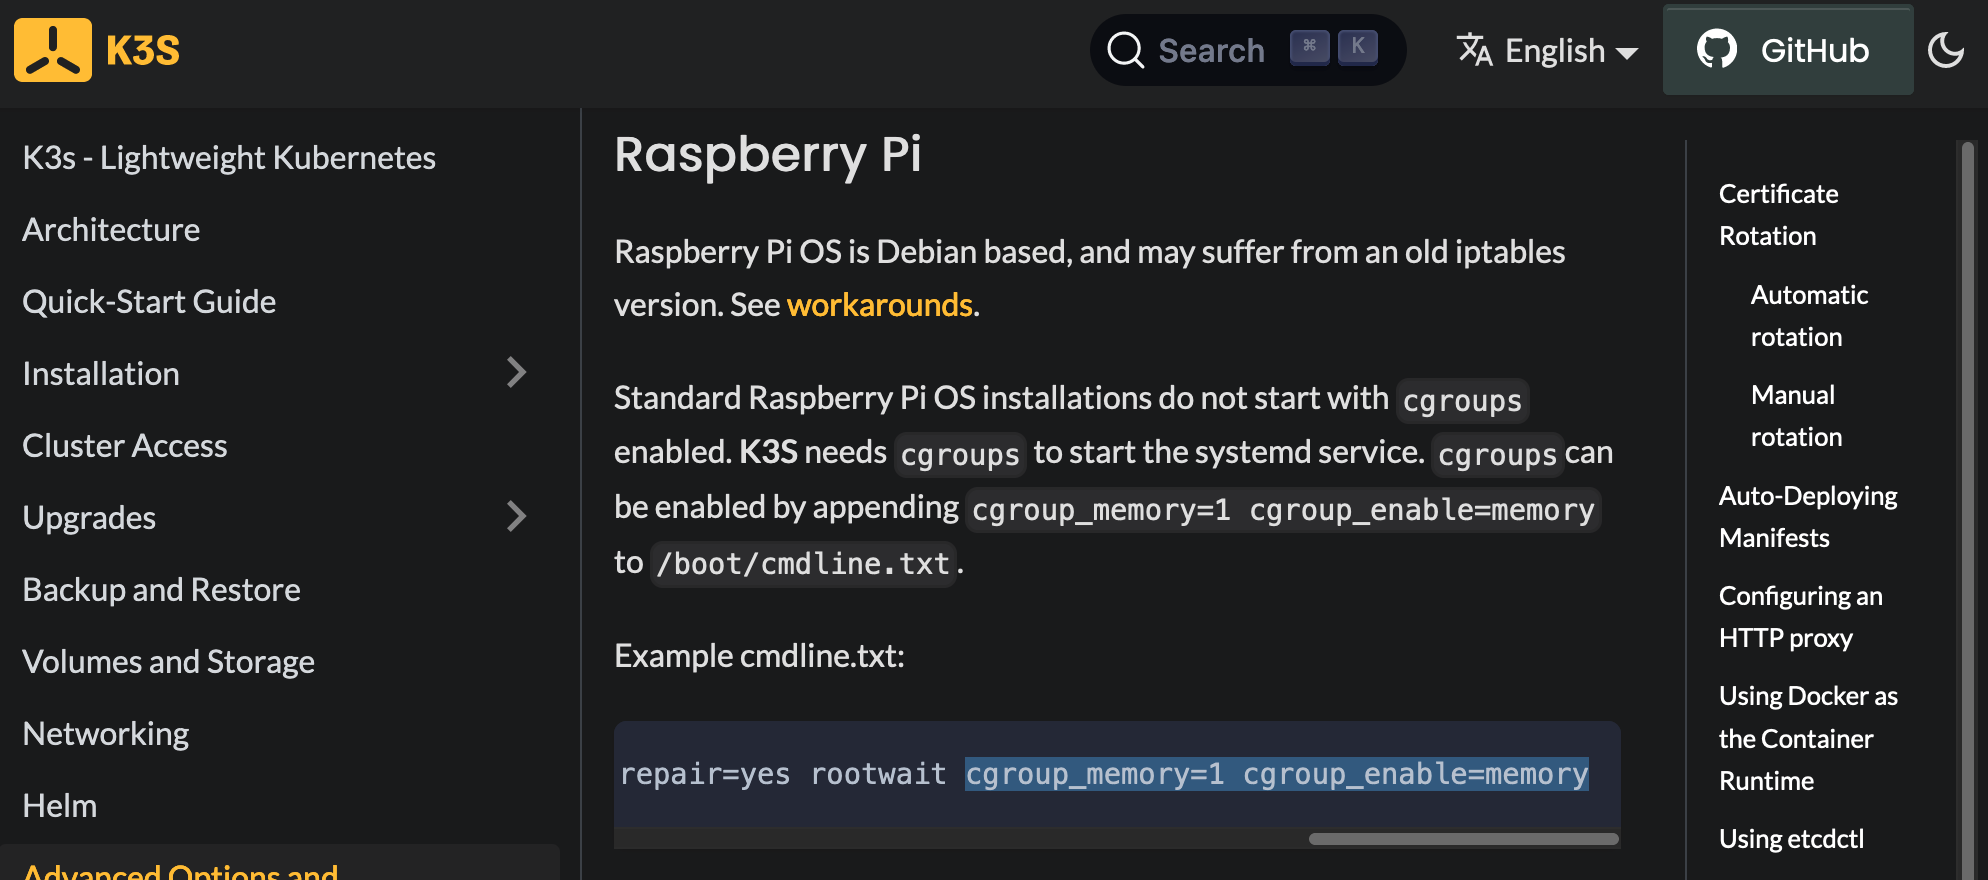 K3S
Search ⌘ K
English
GitHub
K3s - Lightweight Kubernetes
Architecture
Quick-Start Guide
Installation
Cluster Access
Upgrades
Backup and Restore
Volumes and Storage
Networking
Helm
Advanced Options and
Raspberry Pi
Raspberry Pi OS is Debian based, and may suffer from an old iptables
version. See workarounds.
Standard Raspberry Pi OS installations do not start with cgroups
enabled. K3S needs cgroups to start the systemd service. cgroups can
be enabled by appending cgroup_memory=1 cgroup_enable=memory
to /boot/cmdline.txt.
Example cmdline.txt:
repair=yes rootwait cgroup_memory=1 cgroup_enable=memory
Certificate
Rotation
Automatic
rotation
Manual
rotation
Auto-Deploying
Manifests
Configuring an
HTTP proxy
Using Docker as
the Container
Runtime
Using etcdctl